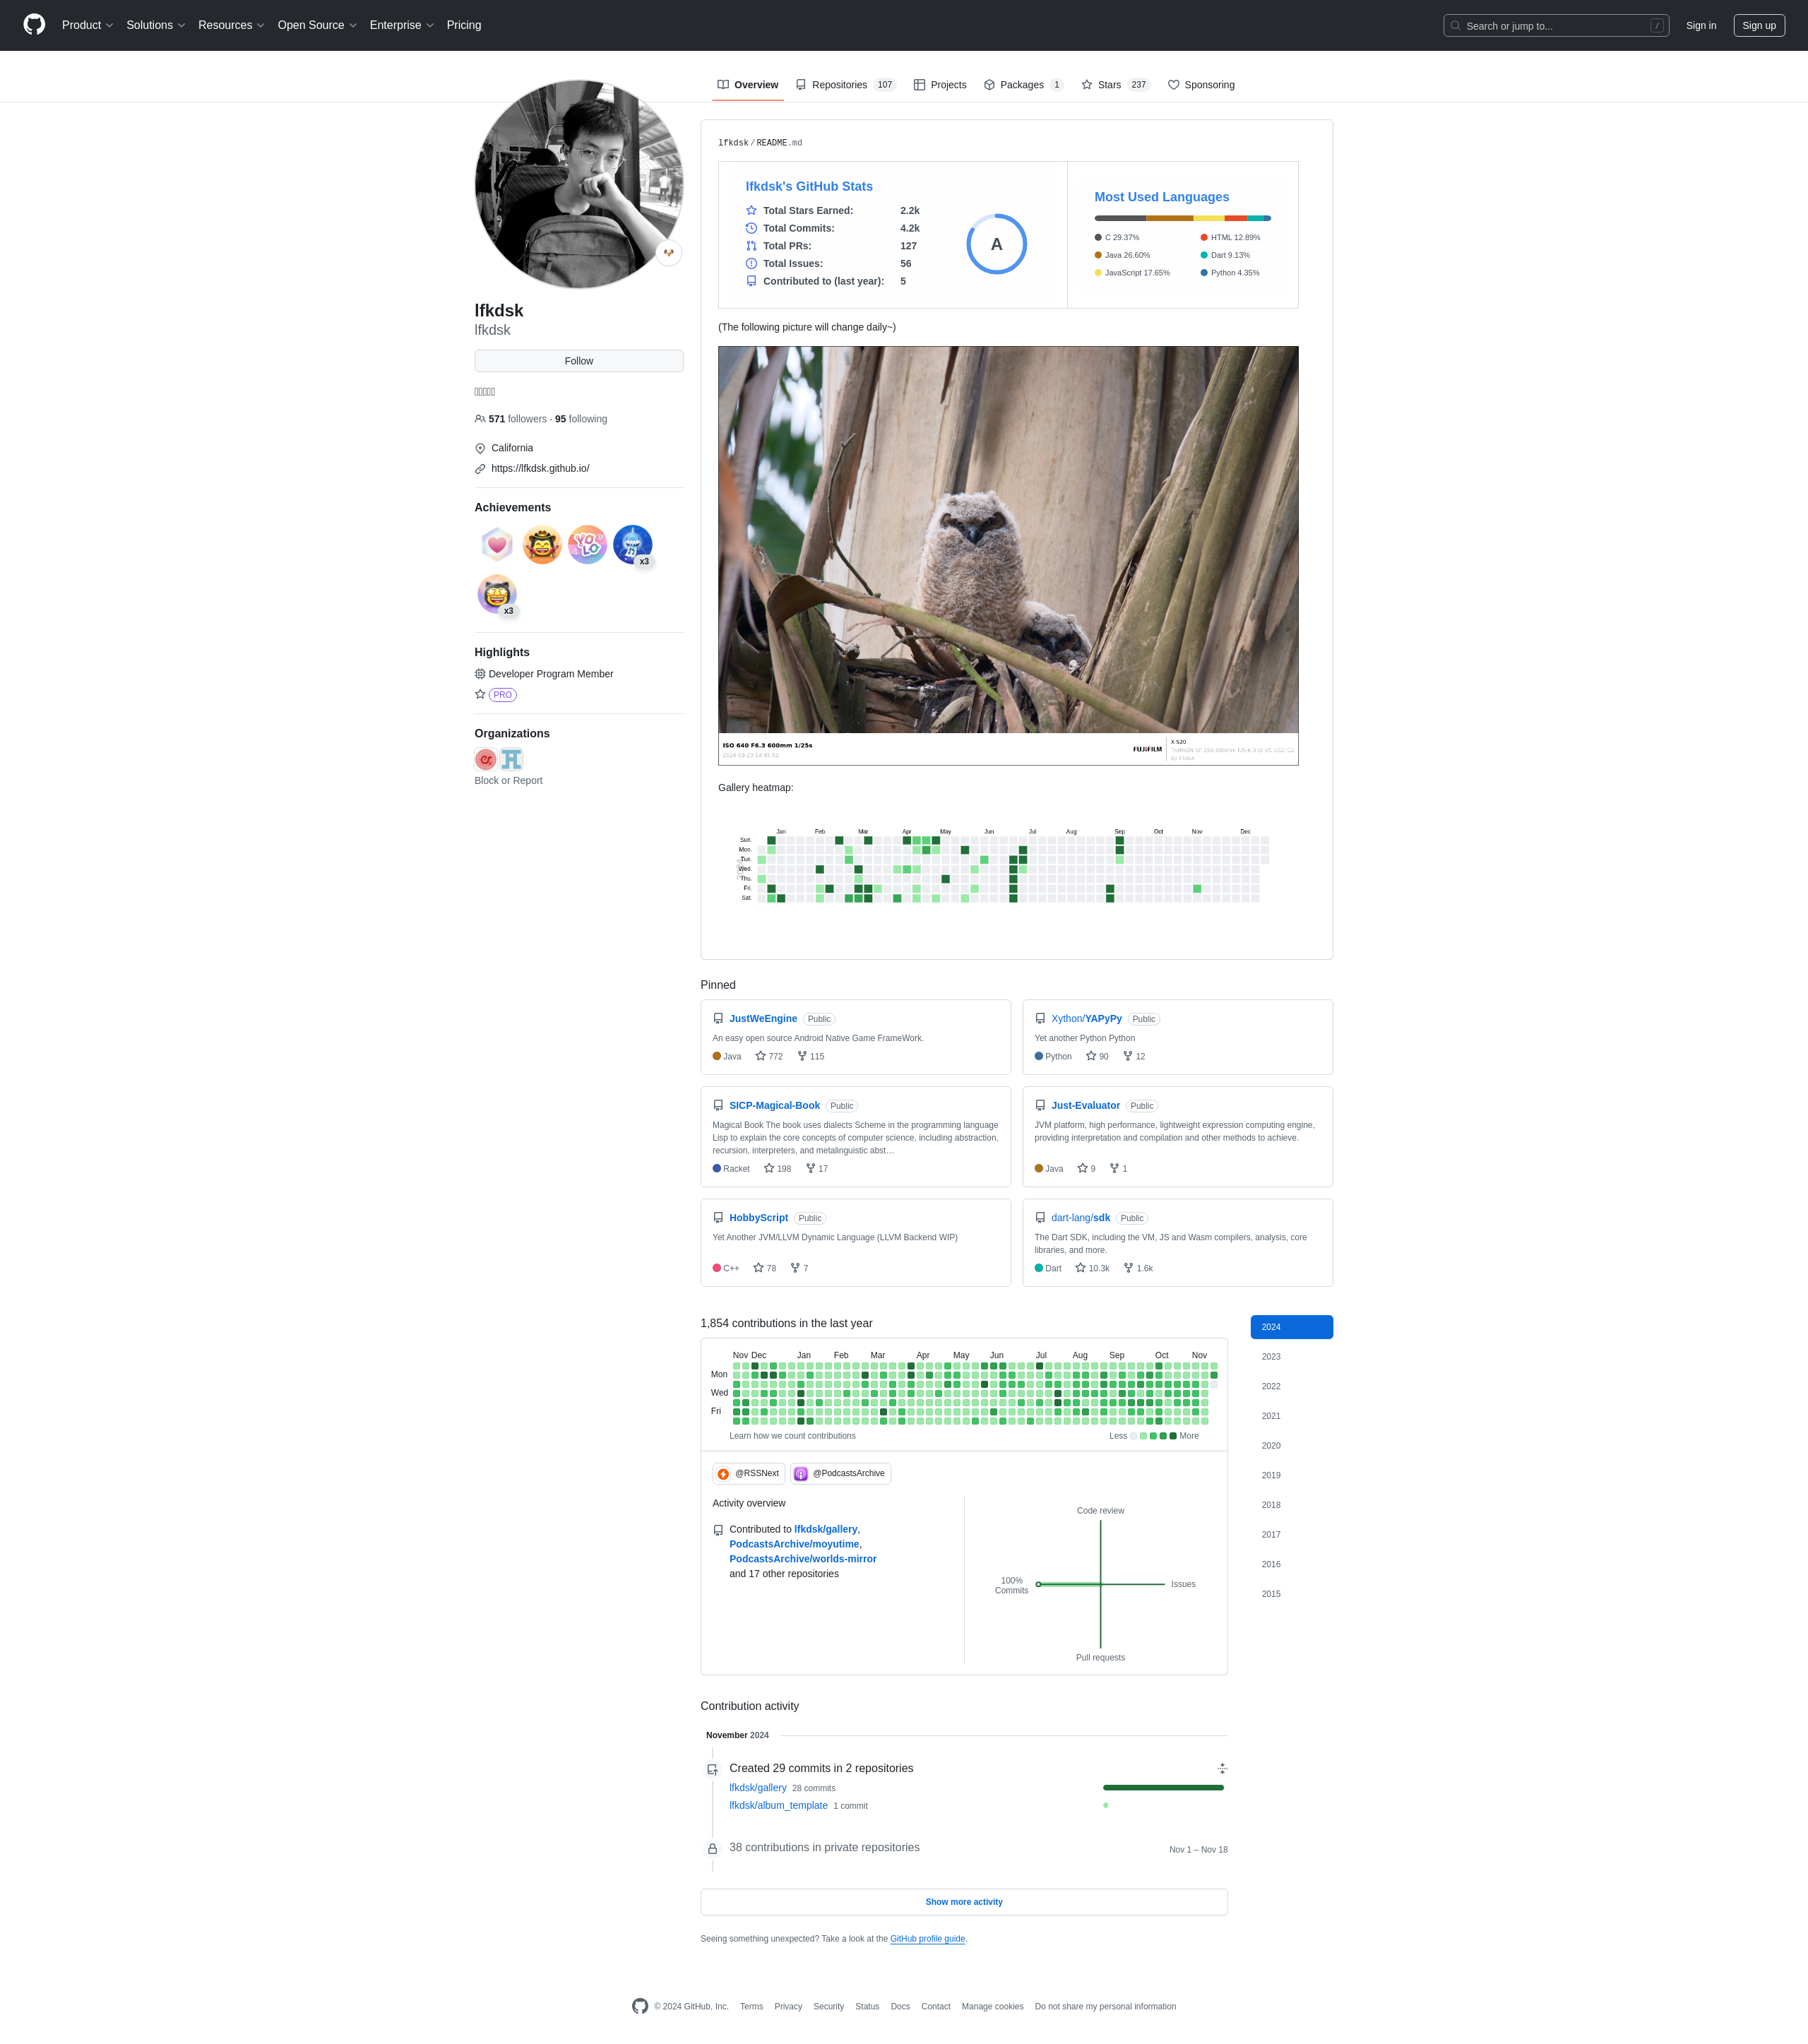 Product Solutions Resources Open Source Enterprise Pricing
Search or jump to... /
Sign in
Sign up
Overview
Repositories 107
Projects
Packages 1
Stars 237
Sponsoring
lfkdsk
lfkdsk
Follow
571 followers · 95 following
California
https://lfkdsk.github.io/
Achievements
YOLO
x3
x3
Highlights
Developer Program Member
PRO
Organizations
Block or Report
lfkdsk / README.md
lfkdsk's GitHub Stats
Total Stars Earned: 2.2k
Total Commits: 4.2k
Total PRs: 127
Total Issues: 56
Contributed to (last year): 5
A
Most Used Languages
C 29.37%
Java 26.60%
JavaScript 17.65%
HTML 12.89%
Dart 9.13%
Python 4.35%
(The following picture will change daily~)
ISO 640 F6.3 600mm 1/25s
FUJIFILM
X-S20
Gallery heatmap:
Jan Feb Mar Apr May Jun Jul Aug Sep Oct Nov Dec
Sun.
Mon.
Tue.
Wed.
Thu.
Fri.
Sat.
Pinned
JustWeEngine Public
An easy open source Android Native Game FrameWork.
Java 772 115
Xython/YAPyPy Public
Yet another Python Python
Python 90 12
SICP-Magical-Book Public
Magical Book The book uses dialects Scheme in the programming language
Lisp to explain the core concepts of computer science, including abstraction,
recursion, interpreters, and metalinguistic abst…
Racket 198 17
Just-Evaluator Public
JVM platform, high performance, lightweight expression computing engine,
providing interpretation and compilation and other methods to achieve.
Java 9 1
HobbyScript Public
Yet Another JVM/LLVM Dynamic Language (LLVM Backend WIP)
C++ 78 7
dart-lang/sdk Public
The Dart SDK, including the VM, JS and Wasm compilers, analysis, core
libraries, and more.
Dart 10.3k 1.6k
1,854 contributions in the last year
Nov Dec Jan Feb Mar Apr May Jun Jul Aug Sep Oct Nov
Mon
Wed
Fri
Learn how we count contributions
Less More
@RSSNext
@PodcastsArchive
Activity overview
Contributed to lfkdsk/gallery,
PodcastsArchive/moyutime,
PodcastsArchive/worlds-mirror
and 17 other repositories
Code review
100%
Commits
Issues
Pull requests
2024
2023
2022
2021
2020
2019
2018
2017
2016
2015
Contribution activity
November 2024
Created 29 commits in 2 repositories
lfkdsk/gallery 28 commits
lfkdsk/album_template 1 commit
38 contributions in private repositories
Nov 1 – Nov 18
Show more activity
Seeing something unexpected? Take a look at the GitHub profile guide.
© 2024 GitHub, Inc. Terms Privacy Security Status Docs Contact Manage cookies Do not share my personal information